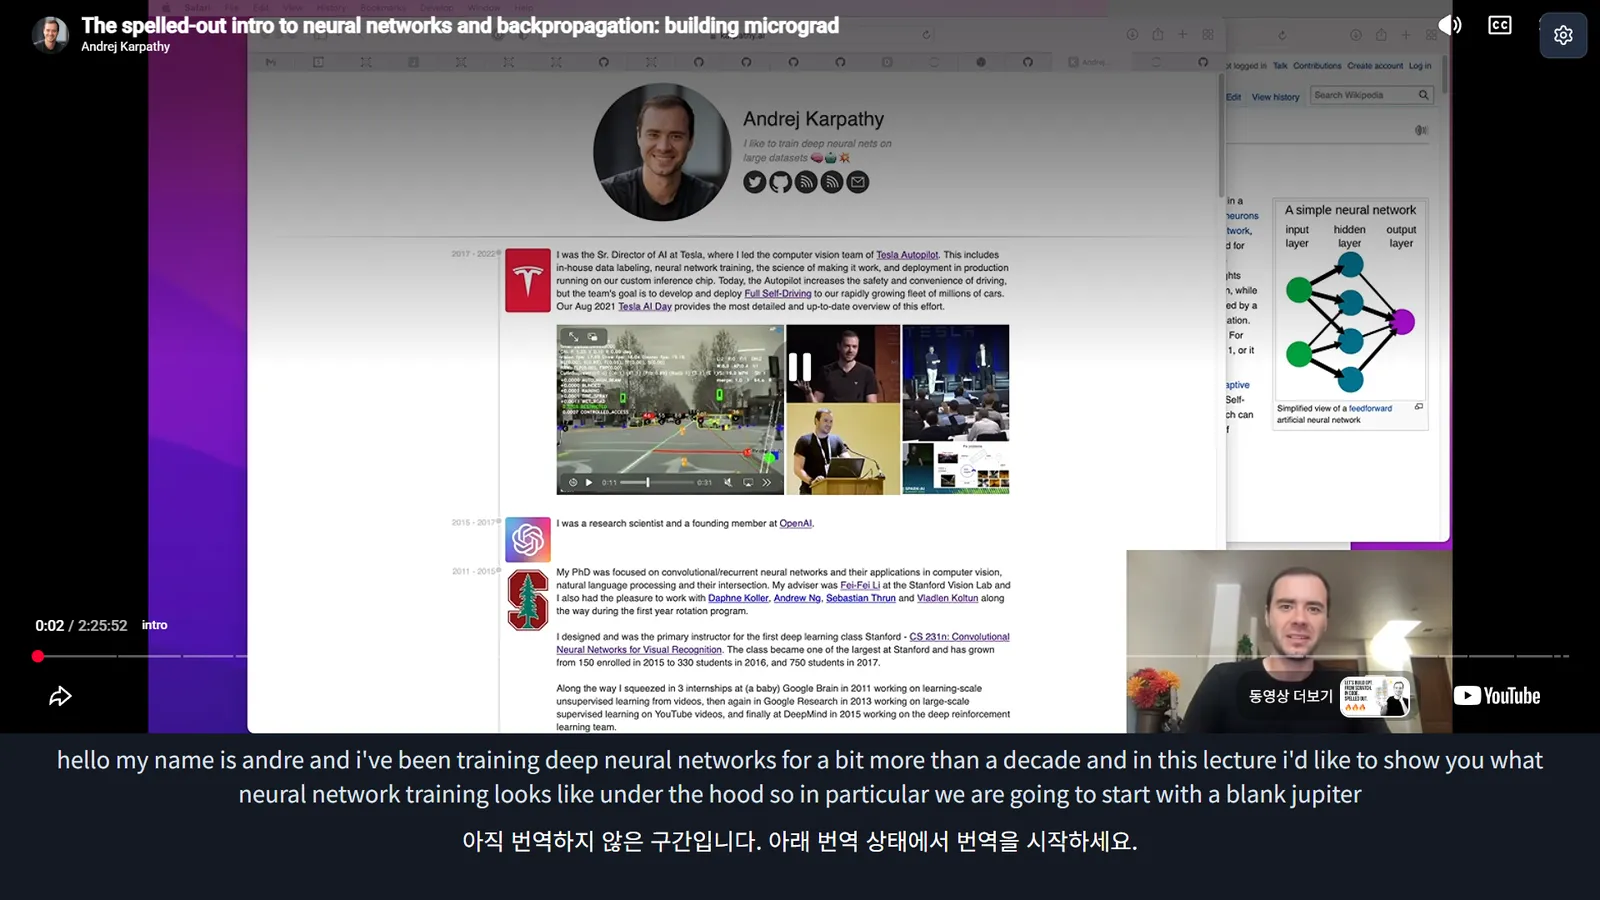 The spelled-out intro to neural networks and backpropagation: building micrograd
Andrej Karpathy
Andrej Karpathy
I like to train deep neural nets on
large datasets 🧠🤖💥
2017 - 2022
I was the Sr. Director of AI at Tesla, where I led the computer vision team of Tesla Autopilot. This includes
in-house data labeling, neural network training, the science of making it work, and deployment in production
running on our custom inference chip. Today, the Autopilot increases the safety and convenience of driving,
but the team's goal is to develop and deploy Full Self-Driving to our rapidly growing fleet of millions of cars.
Our Aug 2021 Tesla AI Day provides the most detailed and up-to-date overview of this effort.
0:11
0:31
2015 - 2017
I was a research scientist and a founding member at OpenAI.
2011 - 2015
My PhD was focused on convolutional/recurrent neural networks and their applications in computer vision,
natural language processing and their intersection. My adviser was Fei-Fei Li at the Stanford Vision Lab and
I also had the pleasure to work with Daphne Koller, Andrew Ng, Sebastian Thrun and Vladlen Koltun along
the way during the first year rotation program.
I designed and was the primary instructor for the first deep learning class Stanford - CS 231n: Convolutional
Neural Networks for Visual Recognition. The class became one of the largest at Stanford and has grown
from 150 enrolled in 2015 to 330 students in 2016, and 750 students in 2017.
Along the way I squeezed in 3 internships at (a baby) Google Brain in 2011 working on learning-scale
unsupervised learning from videos, then again in Google Research in 2013 working on large-scale
supervised learning on YouTube videos, and finally at DeepMind in 2015 working on the deep reinforcement
learning team.
ot logged in Talk Contributions Create account Log in
Edit View history Search Wikipedia
A simple neural network
input hidden output
layer layer layer
Simplified view of a feedforward
artificial neural network
0:02 / 2:25:52 intro
동영상 더보기
YouTube
hello my name is andre and i've been training deep neural networks for a bit more than a decade and in this lecture i'd like to show you what
neural network training looks like under the hood so in particular we are going to start with a blank jupiter
아직 번역하지 않은 구간입니다. 아래 번역 상태에서 번역을 시작하세요.